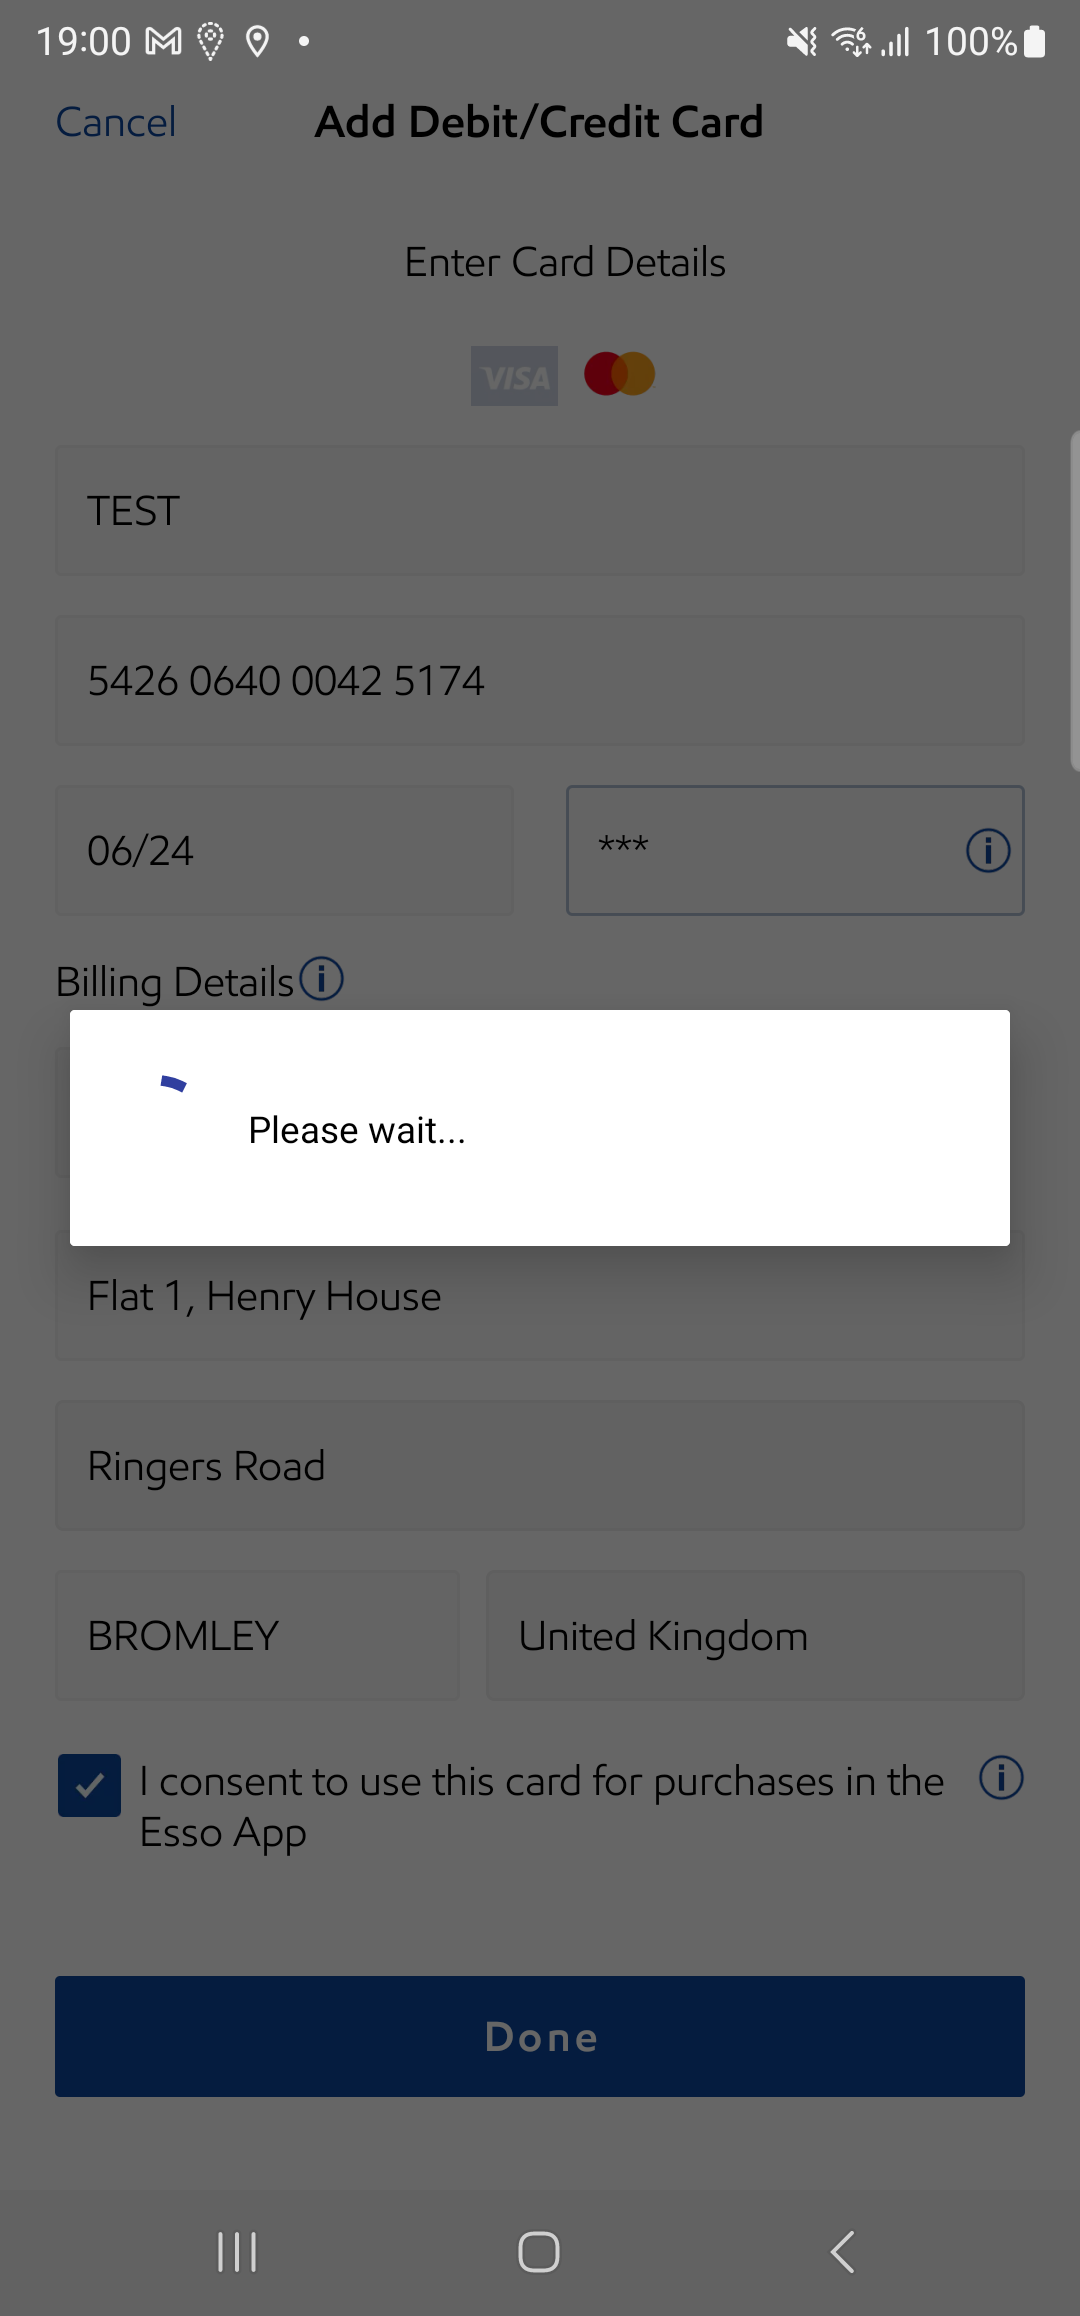 19:00 100%
Cancel Add Debit/Credit Card
Enter Card Details
VISA
TEST
5426 0640 0042 5174
06/24 ***
Billing Details
Please wait...
Flat 1, Henry House
Ringers Road
BROMLEY United Kingdom
I consent to use this card for purchases in the
Esso App
Done